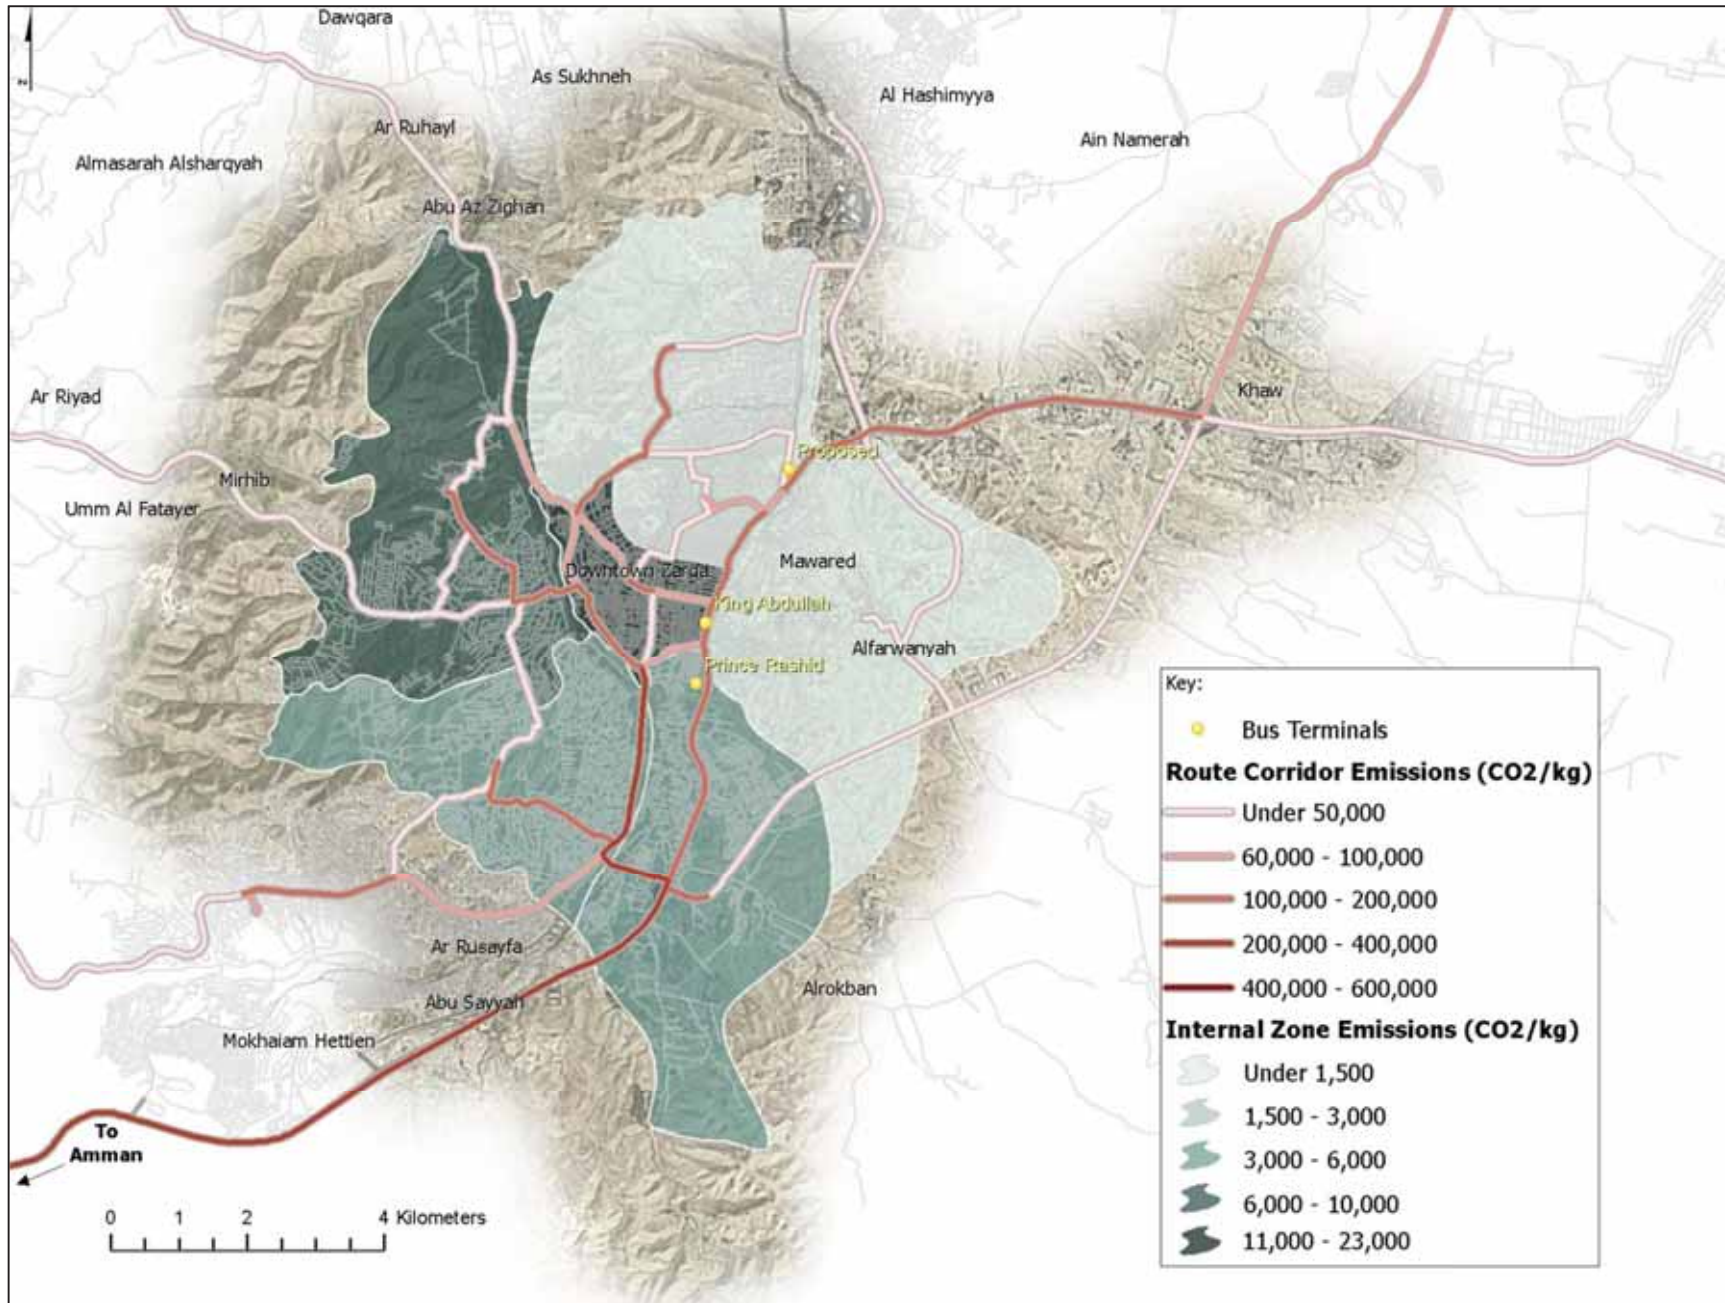 Dawqara
As Sukhneh
Al Hashimyya
Ar Ruhayl
Ain Namerah
Almasarah Alsharqyah
Abu Az Zighan
Ar Riyad
Khaw
Proposed
Mirhib
Umm Al Fatayer
Mawared
Downtown Zarqa
King Abdullah
Alfarwanyah
Prince Rashid
Ar Rusayfa
Alrokban
Abu Sayyah
Mokhaiam Hettien
To
Amman
0 1 2 4 Kilometers
Key:
Bus Terminals
Route Corridor Emissions (CO2/kg)
Under 50,000
60,000 - 100,000
100,000 - 200,000
200,000 - 400,000
400,000 - 600,000
Internal Zone Emissions (CO2/kg)
Under 1,500
1,500 - 3,000
3,000 - 6,000
6,000 - 10,000
11,000 - 23,000
z